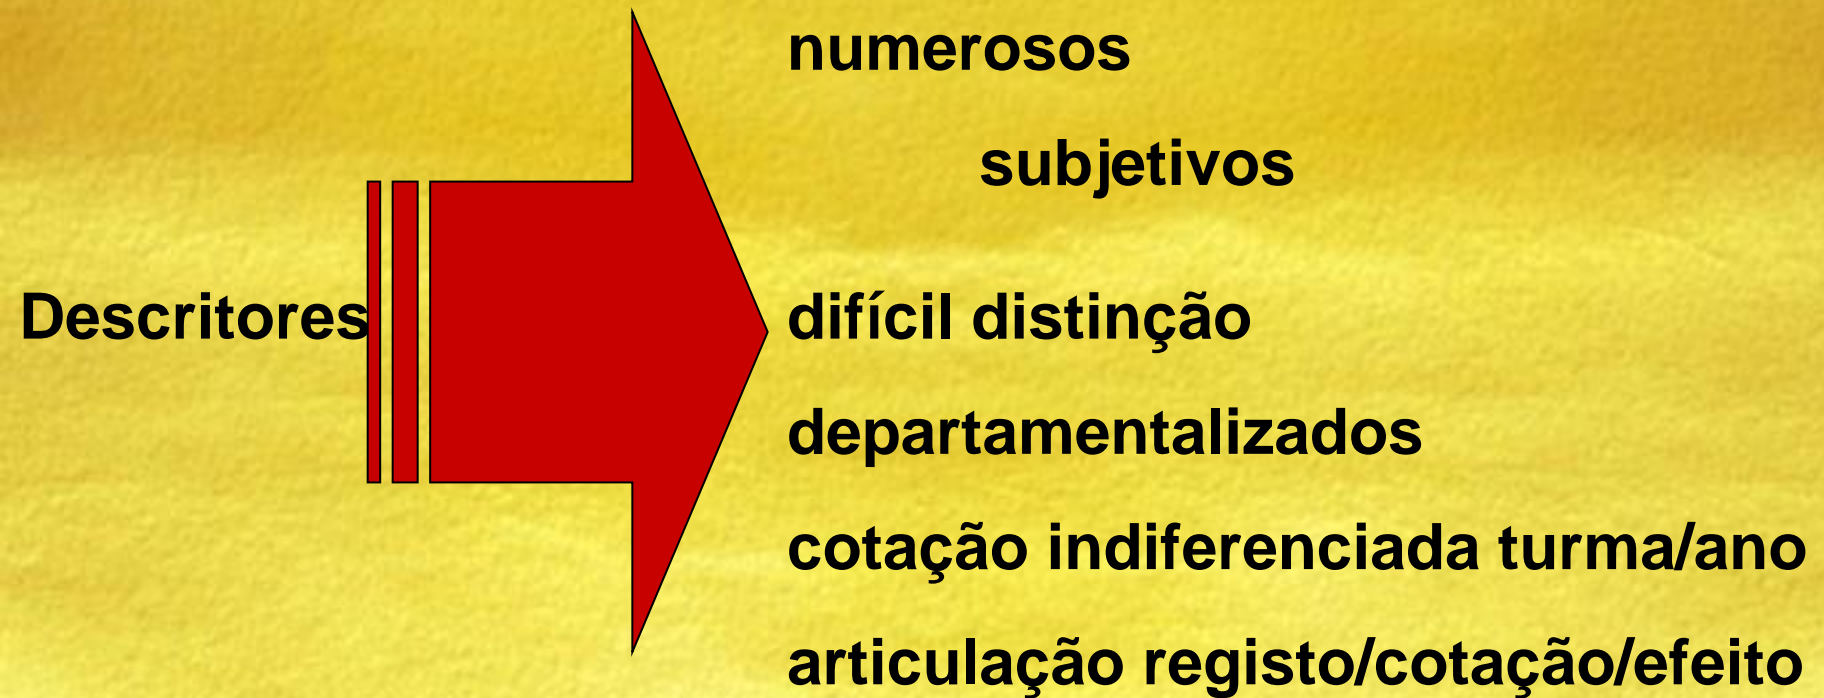 numerosos
subjetivos
Descritores
difícil distinção
departamentalizados
cotação indiferenciada turma/ano
articulação registo/cotação/efeito